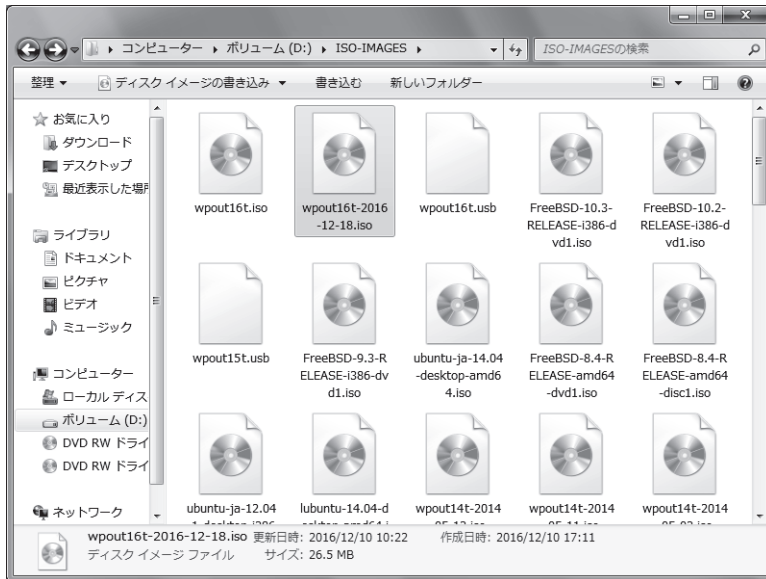 コンピューター ▸ ボリューム (D:) ▸ ISO-IMAGES ▸
ISO-IMAGESの検索
整理 ▼ ディスク イメージの書き込み ▼ 書き込む 新しいフォルダー
お気に入り
ダウンロード
デスクトップ
最近表示した場所
ライブラリ
ドキュメント
ピクチャ
ビデオ
ミュージック
コンピューター
ローカル ディス
ボリューム (D:)
DVD RW ドライ
DVD RW ドライ
ネットワーク
wpout16t.iso
wpout16t-2016
-12-18.iso
wpout16t.usb
FreeBSD-10.3-
RELEASE-i386-d
vd1.iso
FreeBSD-10.2-
RELEASE-i386-d
vd1.iso
wpout15t.usb
FreeBSD-9.3-R
ELEASE-i386-dv
d1.iso
ubuntu-ja-14.04
-desktop-amd6
4.iso
FreeBSD-8.4-R
ELEASE-amd64
-dvd1.iso
FreeBSD-8.4-R
ELEASE-amd64
-disc1.iso
ubuntu-ja-12.04
lubuntu-14.04-d
wpout14t-2014
wpout14t-2014
wpout14t-2014
wpout16t-2016-12-18.iso 更新日時: 2016/12/10 10:22 作成日時: 2016/12/10 17:11
ディスク イメージ ファイル サイズ: 26.5 MB